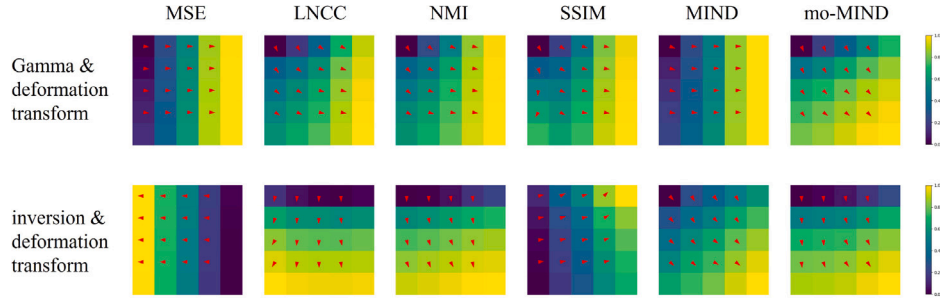 MSE LNCC NMI SSIM MIND mo-MIND
Gamma &
deformation
transform
inversion &
deformation
transform